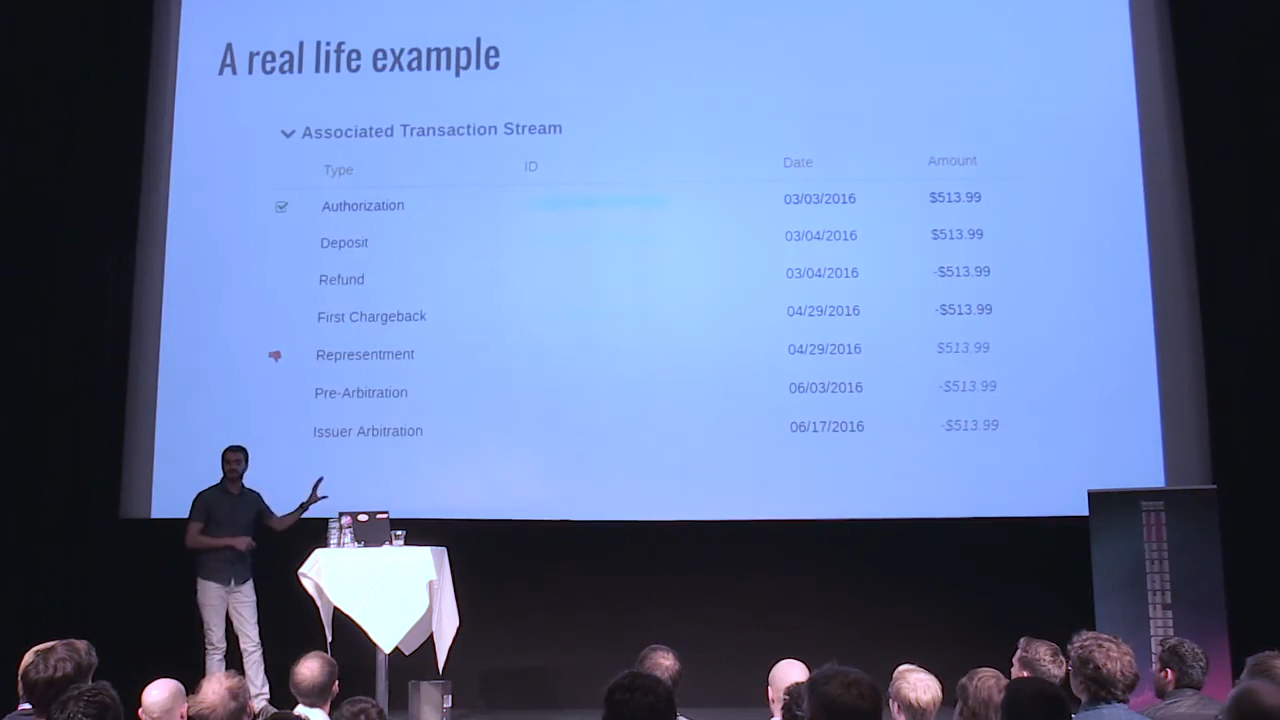 A real life example
Associated Transaction Stream
Type ID Date Amount
Authorization 03/03/2016 $513.99
Deposit 03/04/2016 $513.99
Refund 03/04/2016 -$513.99
First Chargeback 04/29/2016 -$513.99
Representment 04/29/2016 $513.99
Pre-Arbitration 06/03/2016 -$513.99
Issuer Arbitration 06/17/2016 -$513.99